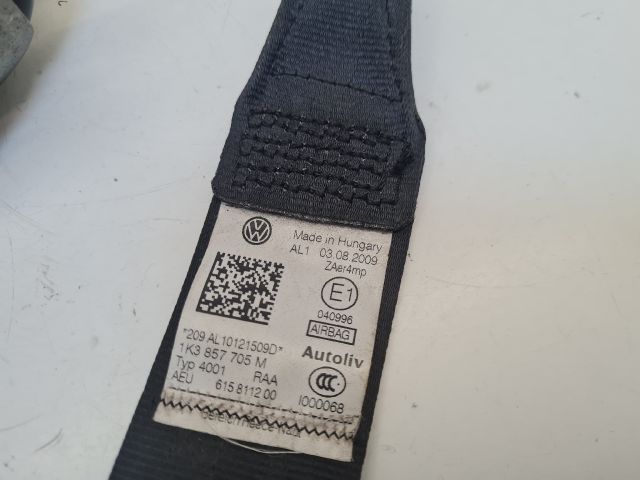 Made in Hungary
AL1 03.08.2009
ZAer4mp
E1
040996
AIRBAG
*209 AL10121509D*
Autoliv
1K3 857 705 M
Typ 4001 RAA
AEU 615 8112 00
CCC
I000068